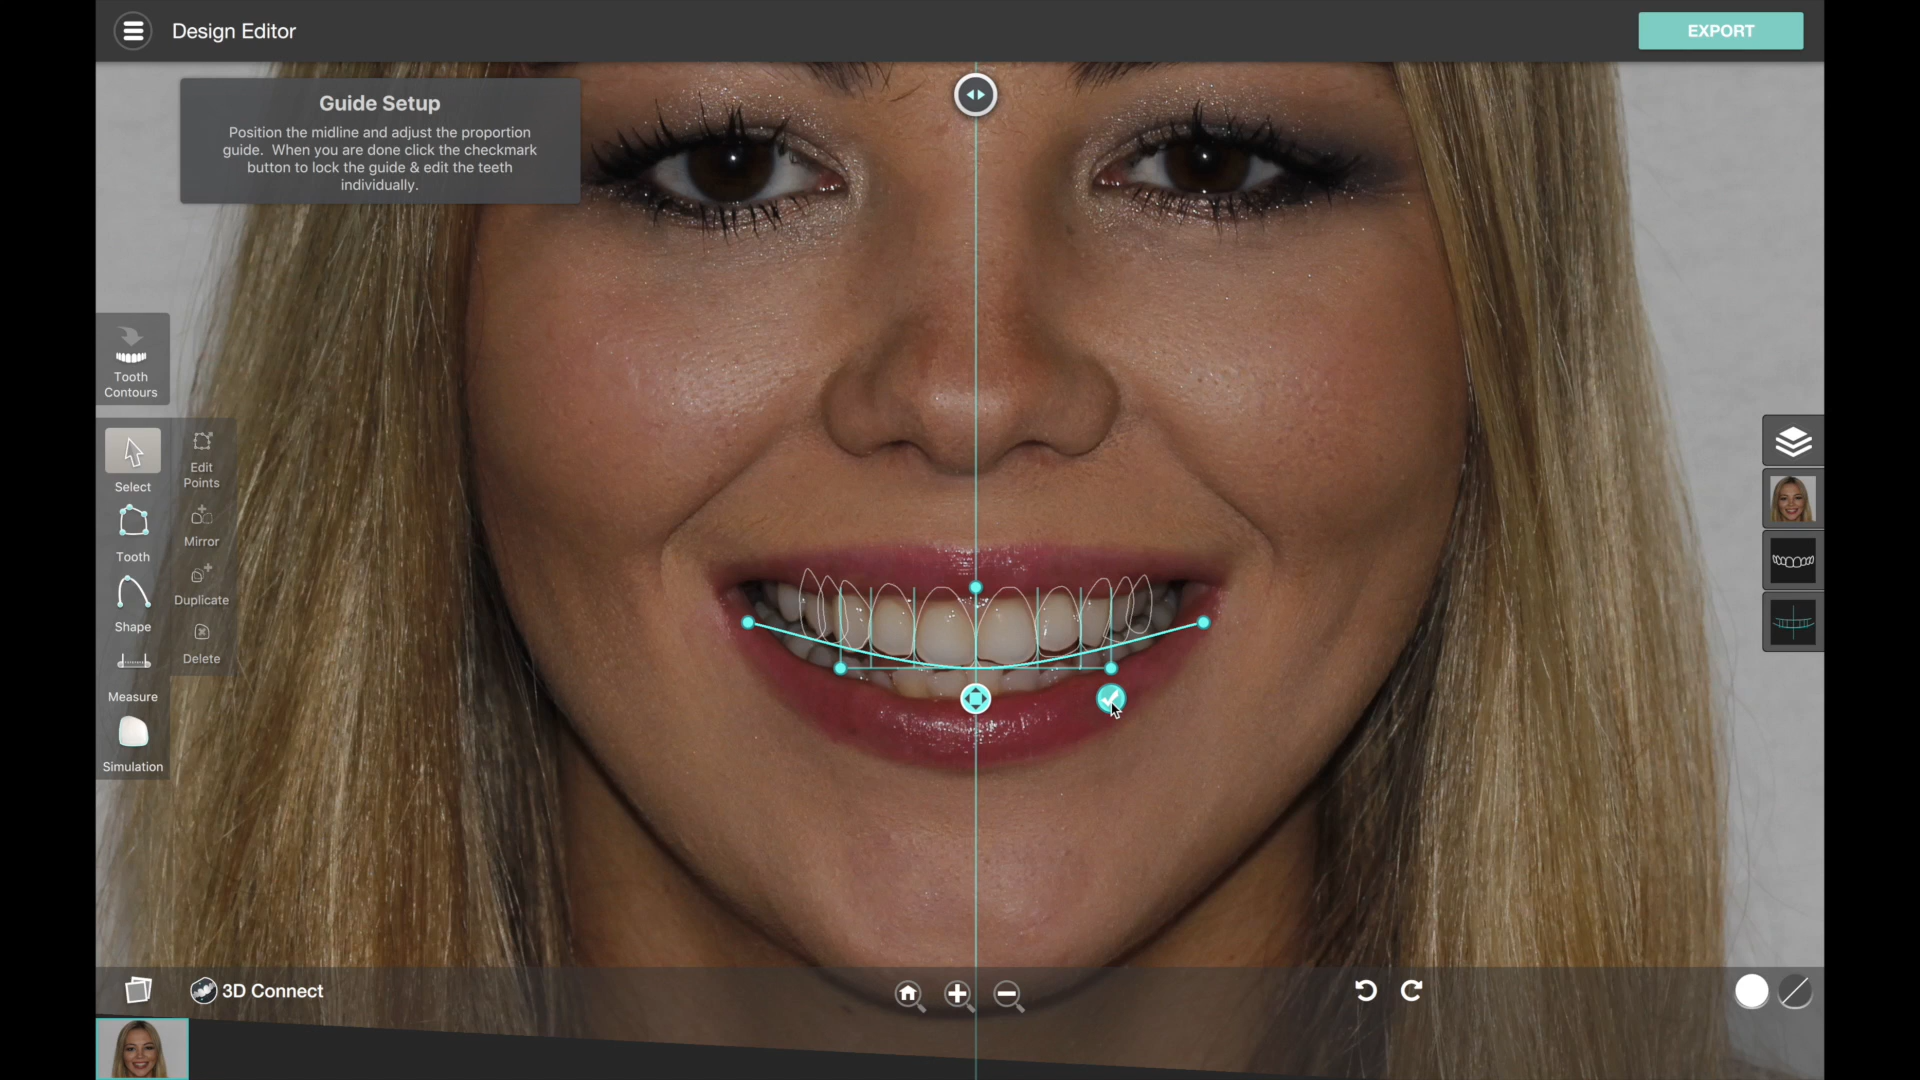 Design Editor
EXPORT
Guide Setup
Position the midline and adjust the proportion
guide.  When you are done click the checkmark
button to lock the guide & edit the teeth
individually.
Tooth
Contours
Select
Edit
Points
Tooth
Mirror
Shape
Duplicate
Measure
Delete
Simulation
3D Connect